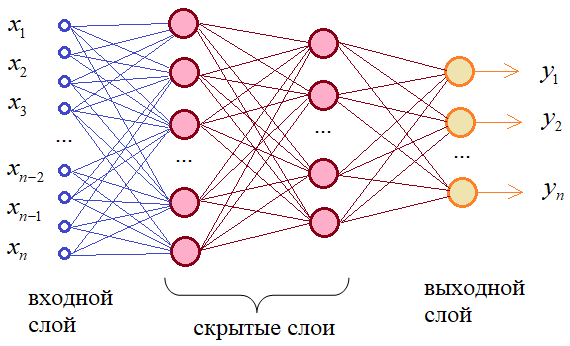 x₁
x₂
x₃
...
xₙ₋₂
xₙ₋₁
xₙ
...
...
...
y₁
y₂
yₙ
входной
слой
скрытые слои
выходной
слой